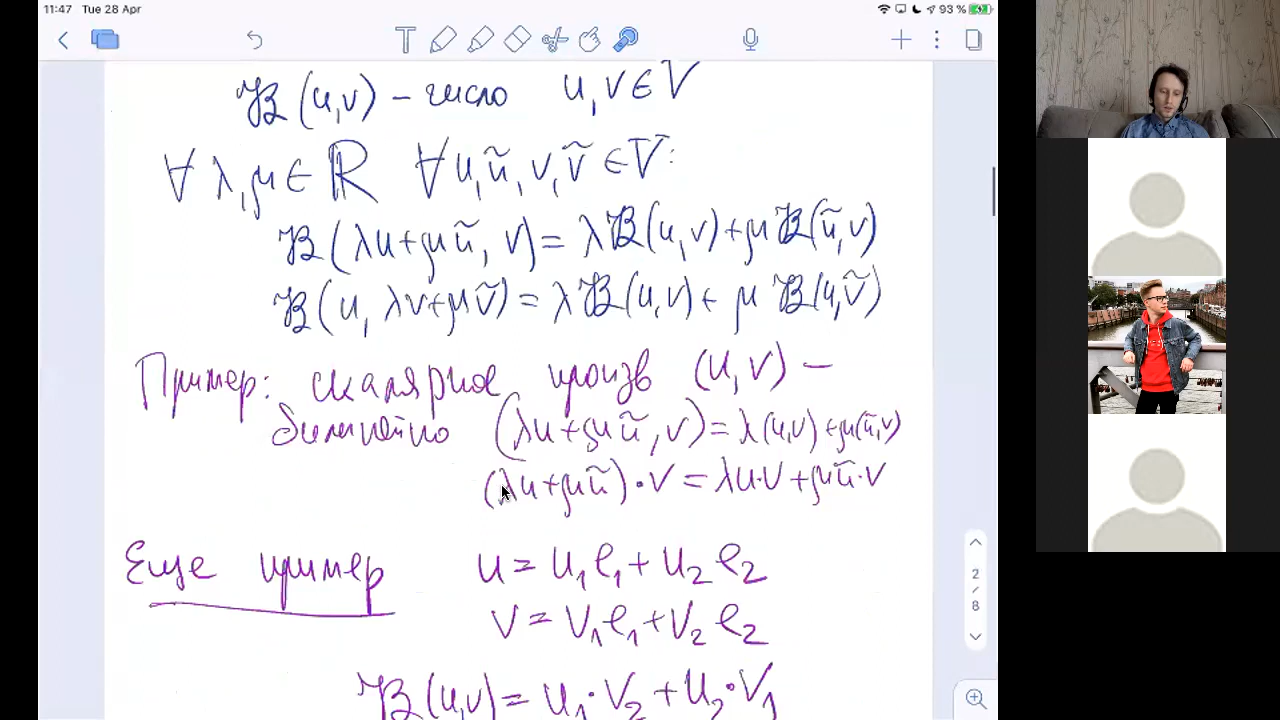 11:47 Tue 28 Apr 93 %
ℬ(u,v) – число u, v ∈ V
∀ λ, μ ∈ ℝ ∀ u, ũ, v, ṽ ∈ V:
ℬ(λu + μũ, v) = λℬ(u,v) + μℬ(ũ,v)
ℬ(u, λv + μṽ) = λℬ(u,v) + μℬ(u,ṽ)
Пример: скалярное произв (u, v) –
билинейно (λu + μũ, v) = λ(u,v) + μ(ũ,v)
(λu + μũ) · v = λu·v + μũ·v
Еще пример u = u₁e₁ + u₂e₂
v = v₁e₁ + v₂e₂
ℬ(u,v) = u₁·v₂ + u₂·v₁
2
/
8